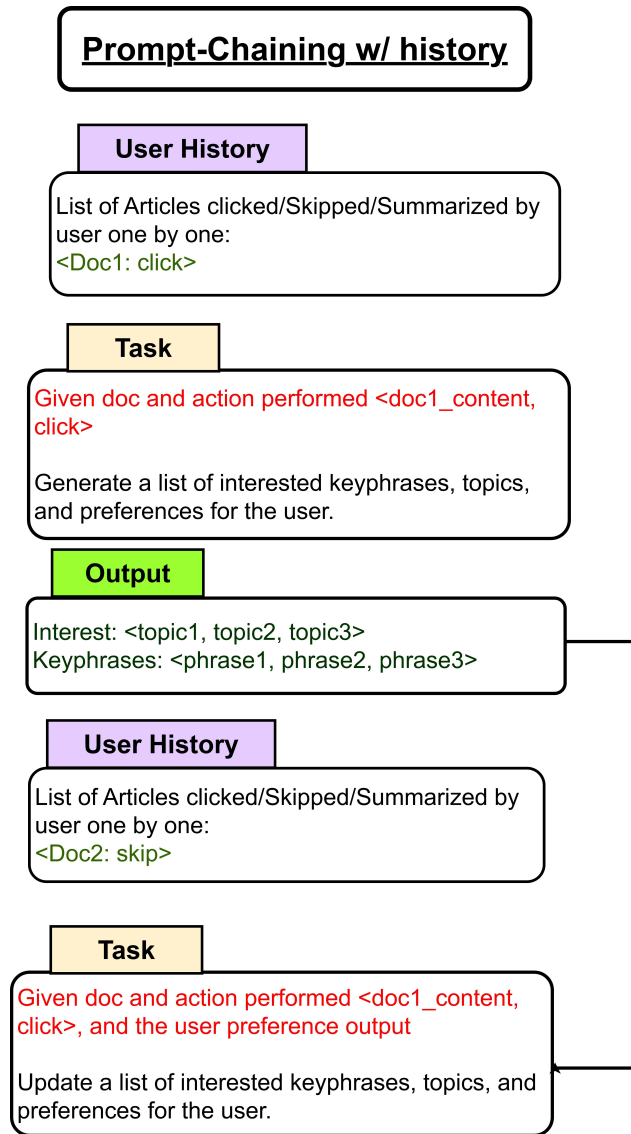 Prompt-Chaining w/ history
User History
List of Articles clicked/Skipped/Summarized by
user one by one:
<Doc1: click>
Task
Given doc and action performed <doc1_content,
click>
Generate a list of interested keyphrases, topics,
and preferences for the user.
Output
Interest: <topic1, topic2, topic3>
Keyphrases: <phrase1, phrase2, phrase3>
User History
List of Articles clicked/Skipped/Summarized by
user one by one:
<Doc2: skip>
Task
Given doc and action performed <doc1_content,
click>, and the user preference output
Update a list of interested keyphrases, topics, and
preferences for the user.